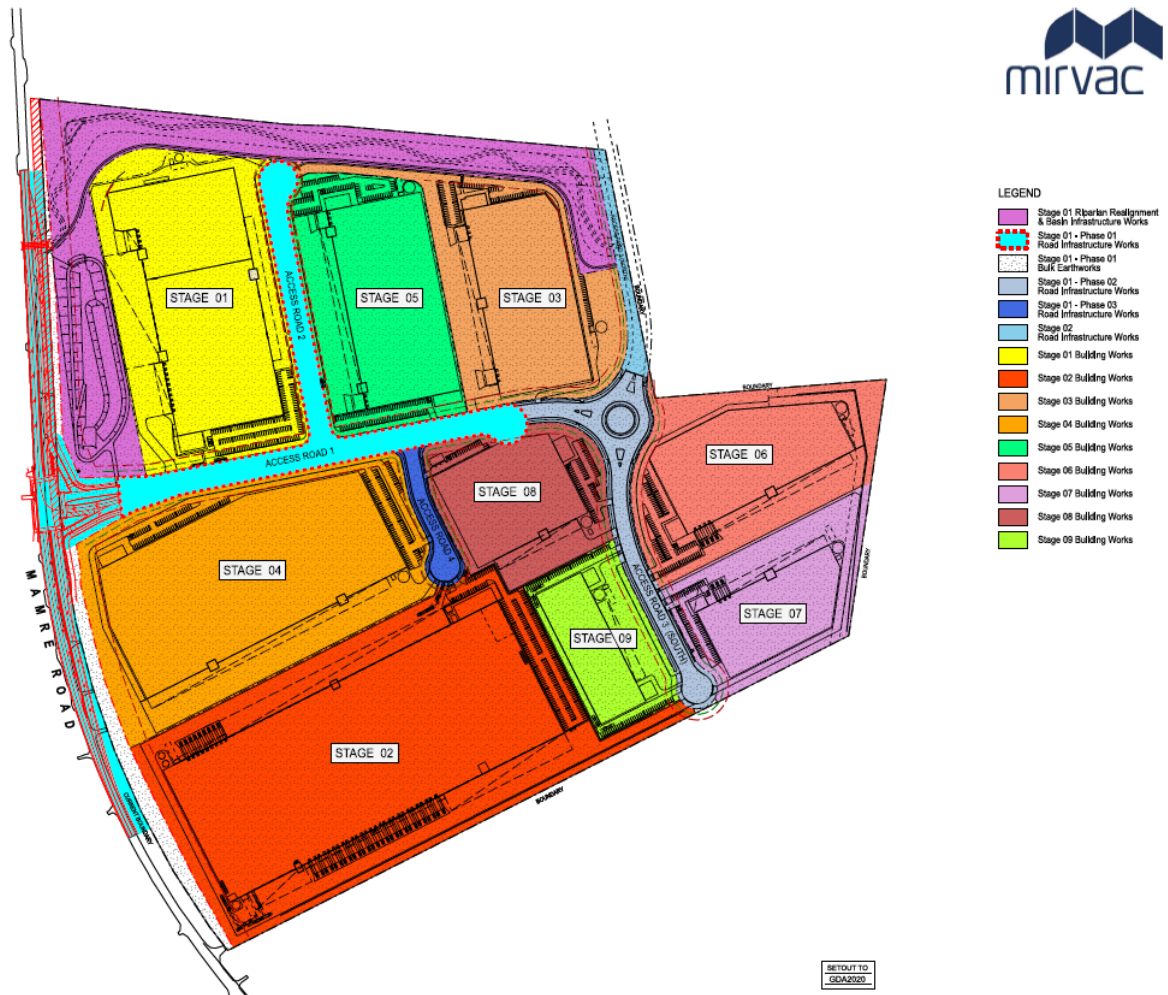 mirvac
LEGEND
Stage 01 Riparian Realignment
& Basin Infrastructure Works
Stage 01 - Phase 01
Road Infrastructure Works
Stage 01 - Phase 01
Bulk Earthworks
Stage 01 - Phase 02
Road Infrastructure Works
Stage 01 - Phase 03
Road Infrastructure Works
Stage 02
Road Infrastructure Works
Stage 01 Building Works
Stage 02 Building Works
Stage 03 Building Works
Stage 04 Building Works
Stage 05 Building Works
Stage 06 Building Works
Stage 07 Building Works
Stage 08 Building Works
Stage 09 Building Works
STAGE 01
STAGE 05
STAGE 03
ACCESS ROAD 2
BOUNDARY
BOUNDARY
ACCESS ROAD 1
STAGE 06
STAGE 08
ACCESS ROAD 4
STAGE 04
BOUNDARY
ACCESS ROAD 3 (SOUTH)
STAGE 07
STAGE 09
MAMRE ROAD
STAGE 02
CURRENT BOUNDARY
BOUNDARY
SETOUT TO
GDA2020